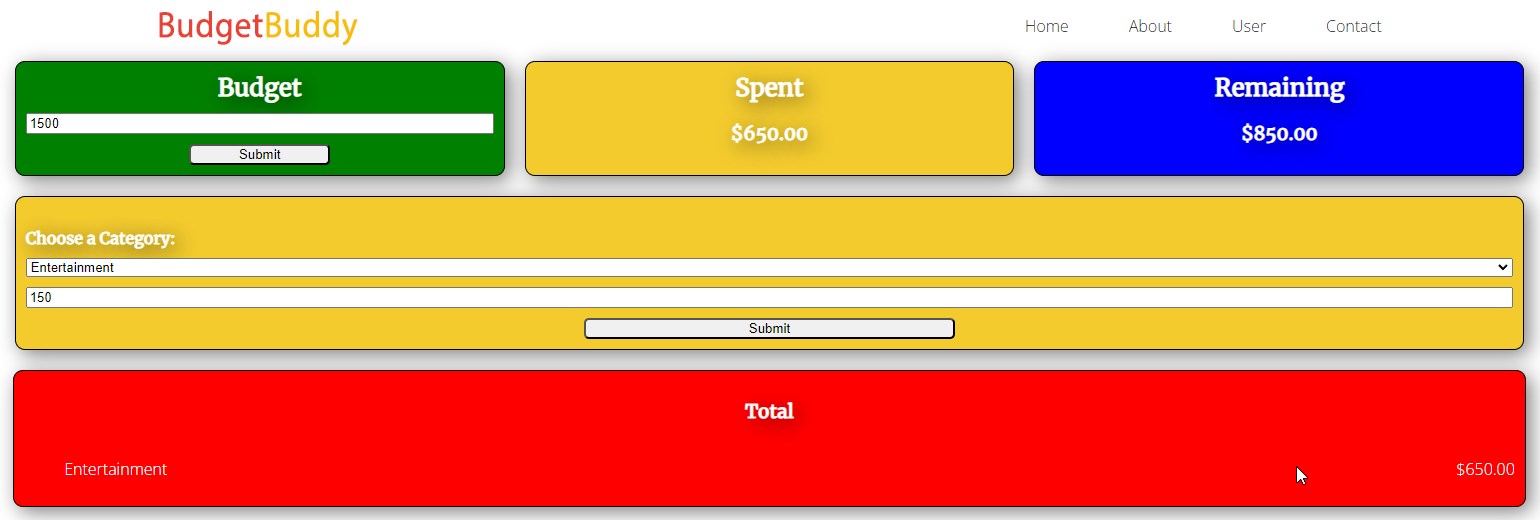 BudgetBuddy
Home About User Contact
Budget
1500
Submit
Spent
$650.00
Remaining
$850.00
Choose a Category:
Entertainment
150
Submit
Total
Entertainment $650.00